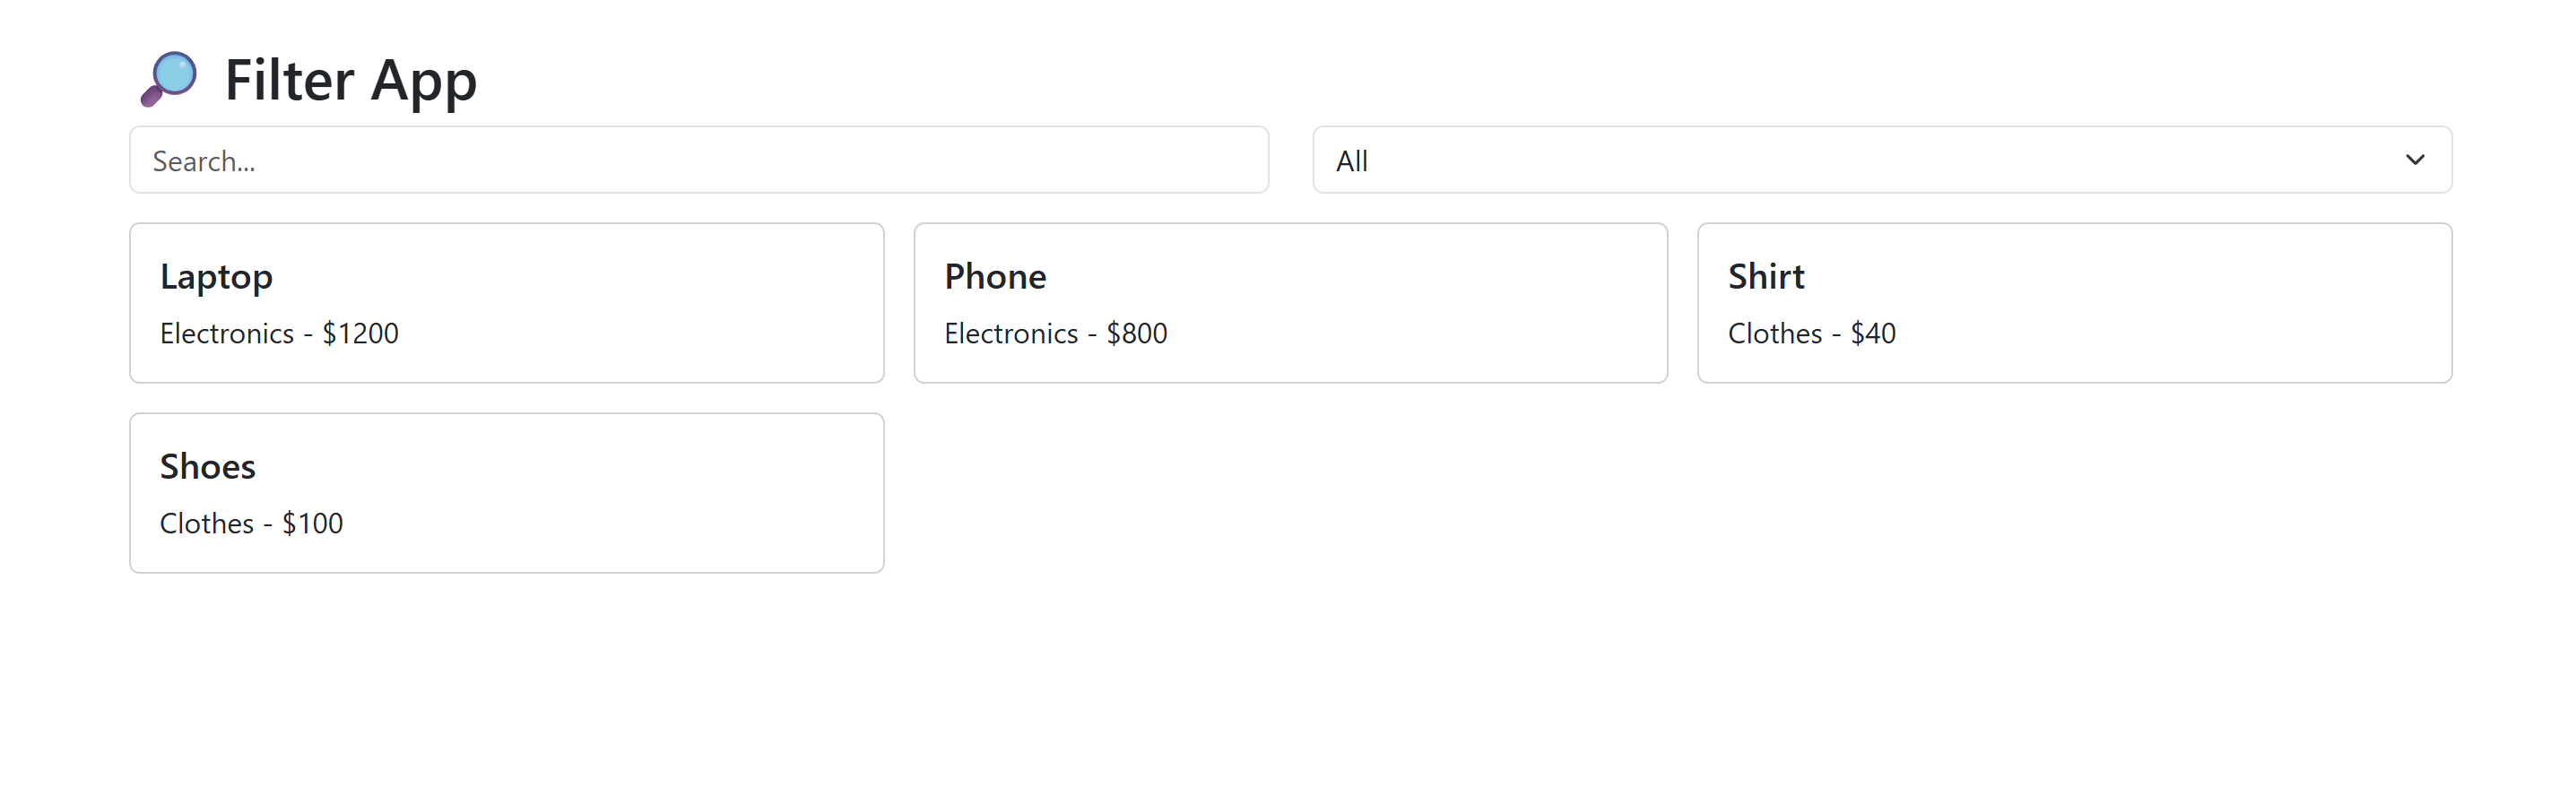 Filter App
Search...
All
Laptop
Electronics - $1200
Phone
Electronics - $800
Shirt
Clothes - $40
Shoes
Clothes - $100